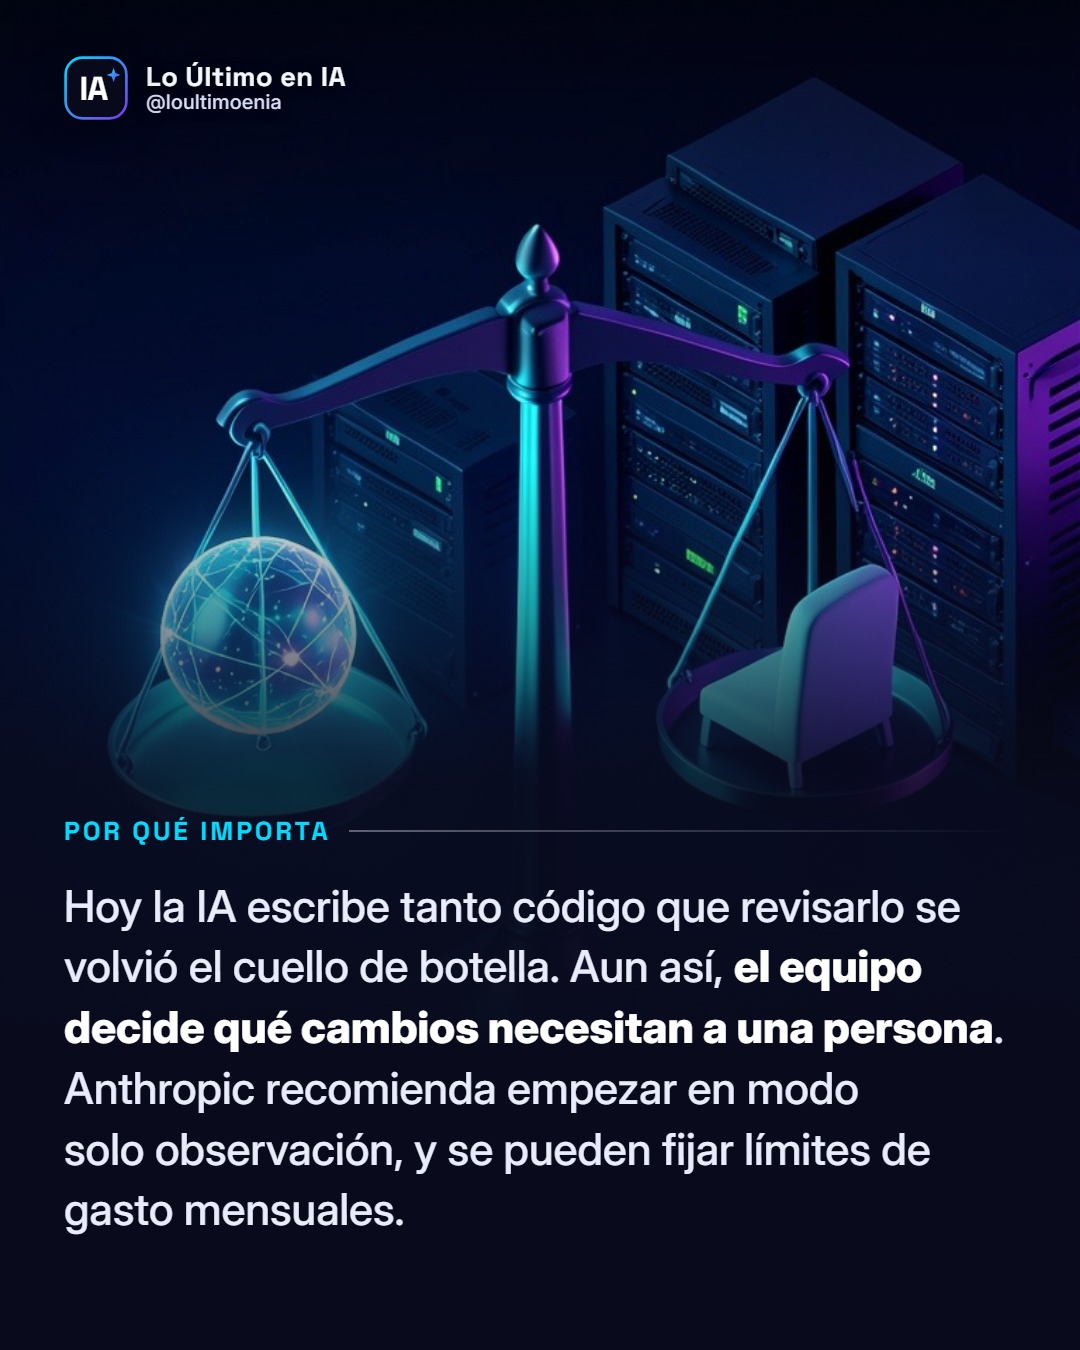 IA
Lo Último en IA
@loultimoenia
POR QUÉ IMPORTA
Hoy la IA escribe tanto código que revisarlo se
volvió el cuello de botella. Aun así, el equipo
decide qué cambios necesitan a una persona.
Anthropic recomienda empezar en modo
solo observación, y se pueden fijar límites de
gasto mensuales.